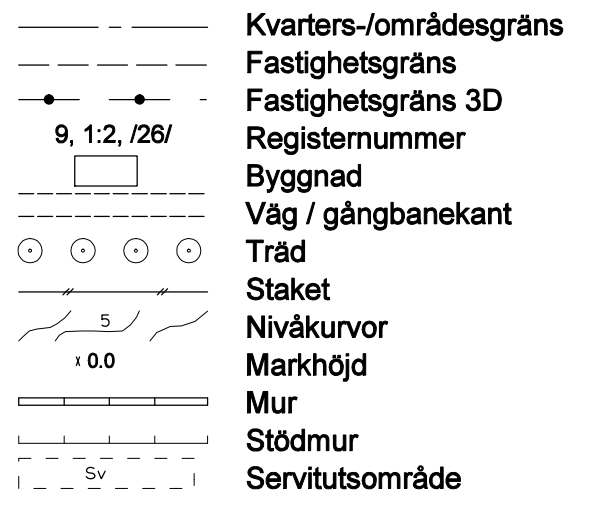 Kvarters-/områdesgräns
Fastighetsgräns
Fastighetsgräns 3D
9, 1:2, /26/ Registernummer
Byggnad
Väg / gångbanekant
Träd
Staket
5 Nivåkurvor
x 0.0 Markhöjd
Mur
Stödmur
Sv Servitutsområde